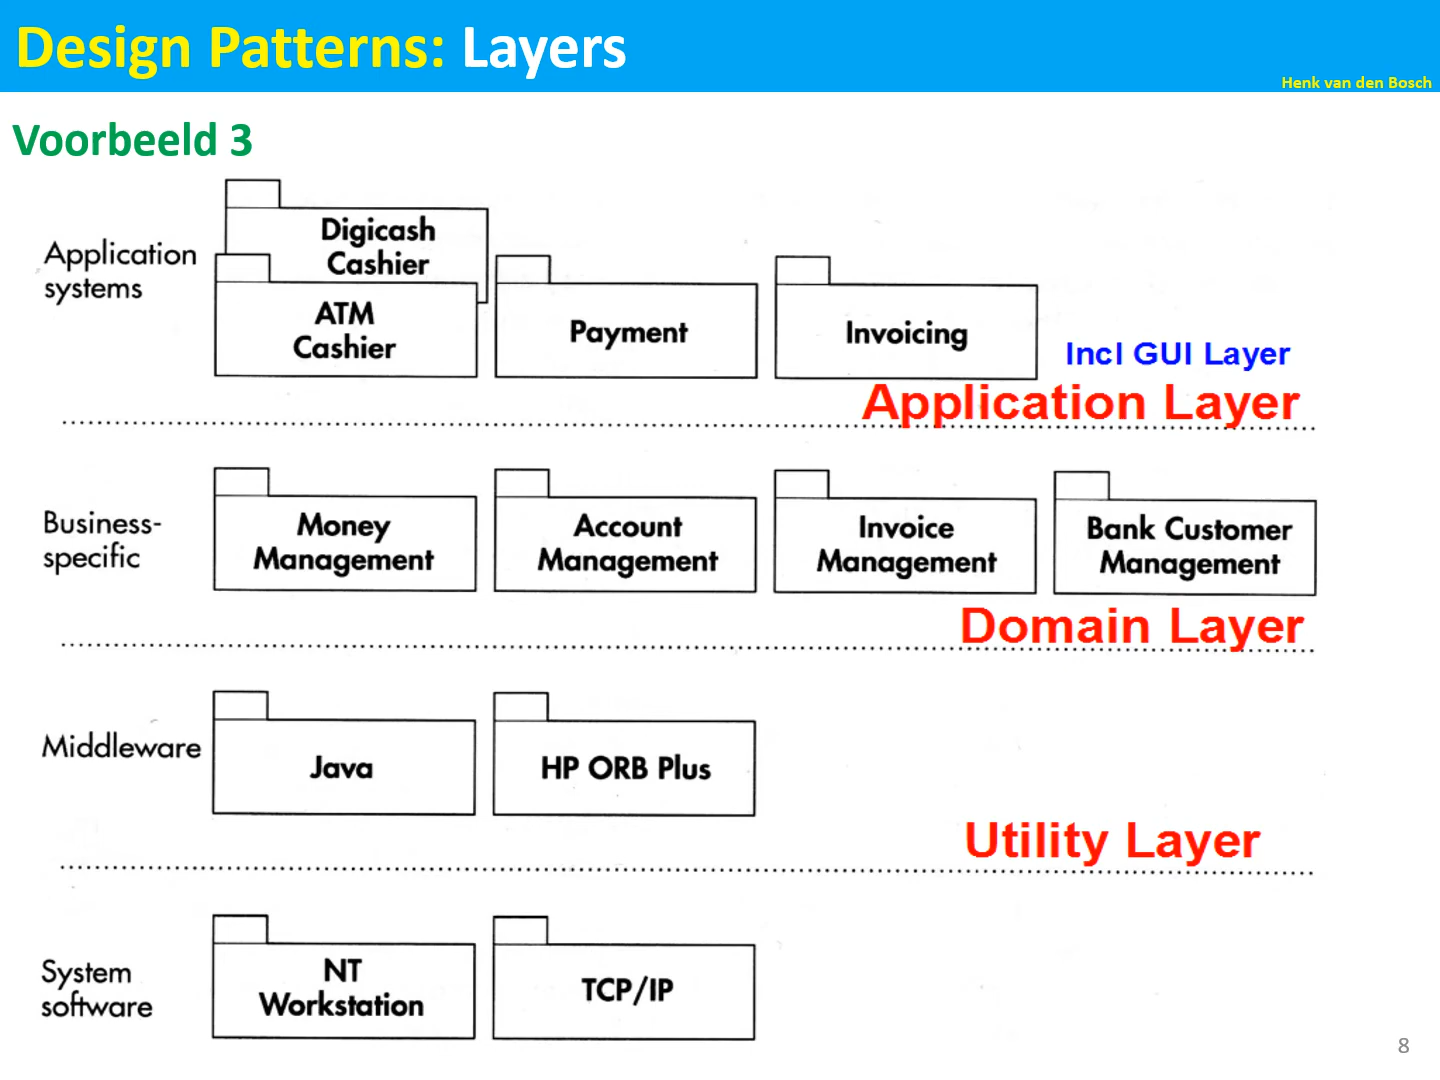 Design Patterns: Layers
Henk van den Bosch
Voorbeeld 3
Application
systems
Digicash
Cashier
ATM
Cashier
Payment
Invoicing
Incl GUI Layer
Application Layer
Business-
specific
Money
Management
Account
Management
Invoice
Management
Bank Customer
Management
Domain Layer
Middleware
Java
HP ORB Plus
Utility Layer
System
software
NT
Workstation
TCP/IP
8